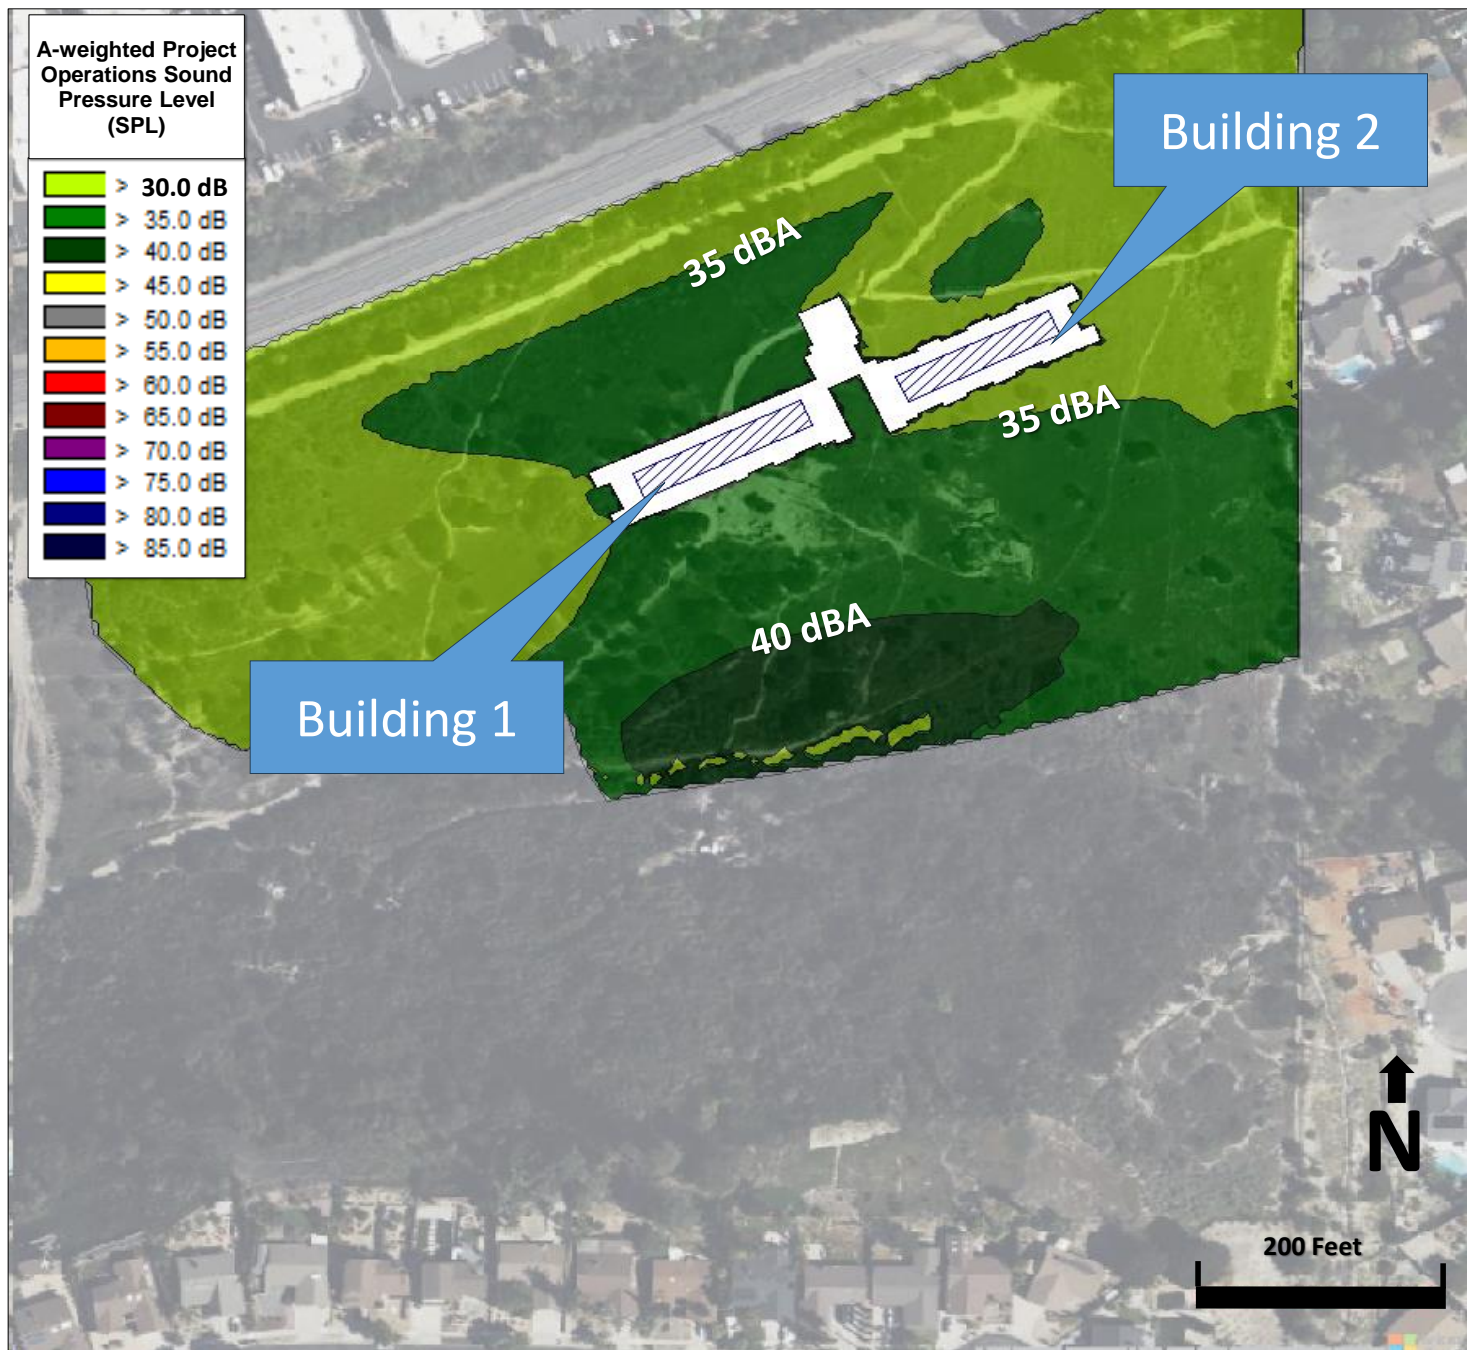 A-weighted Project
Operations Sound
Pressure Level
(SPL)
> 30.0 dB
> 35.0 dB
> 40.0 dB
> 45.0 dB
> 50.0 dB
> 55.0 dB
> 60.0 dB
> 65.0 dB
> 70.0 dB
> 75.0 dB
> 80.0 dB
> 85.0 dB
Building 2
35 dBA
35 dBA
40 dBA
Building 1
N
200 Feet